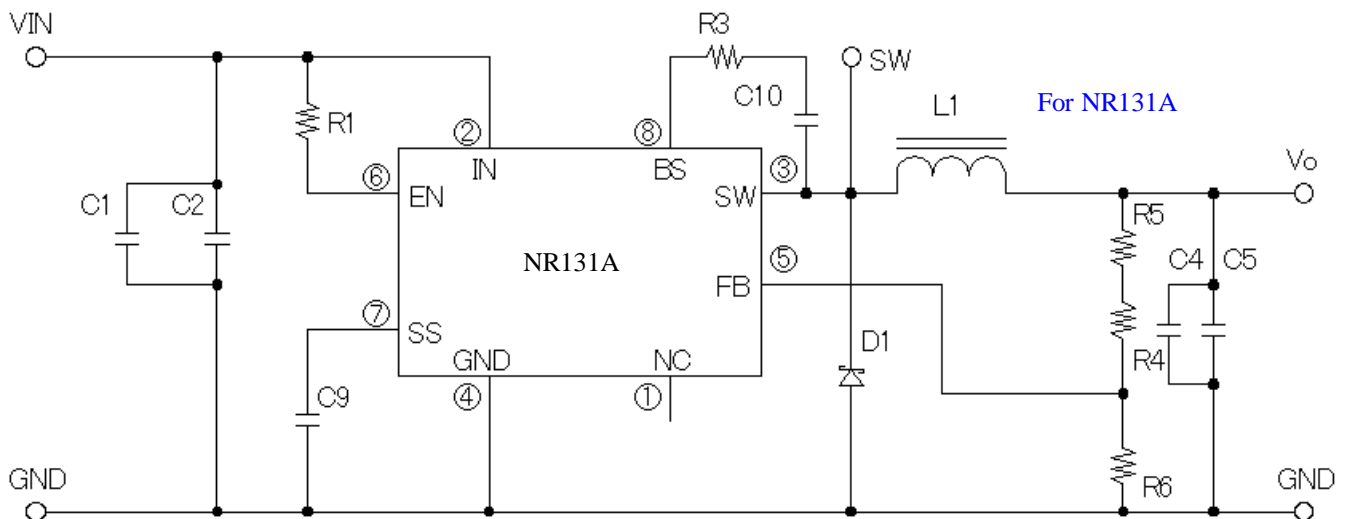 VIN
R3
SW
C10
L1
For NR131A
R1
②
⑧
③
Vo
⑥
IN
BS
EN
SW
C1
C2
R5
NR131A
⑤
C4
C5
FB
⑦
SS
D1
GND
NC
R4
C9
④
①
GND
R6
GND